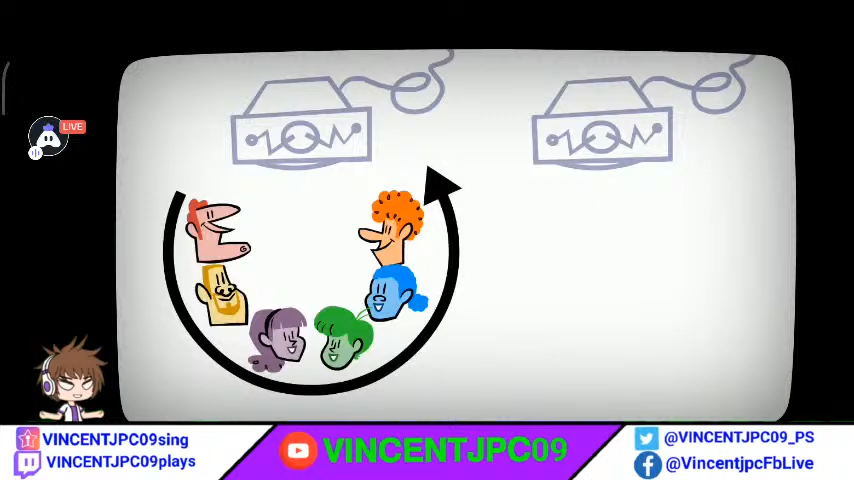 LIVE
VINCENTJPC09sing
VINCENTJPC09plays
VINCENTJPC09
@VINCENTJPC09_PS
@VincentjpcFbLive